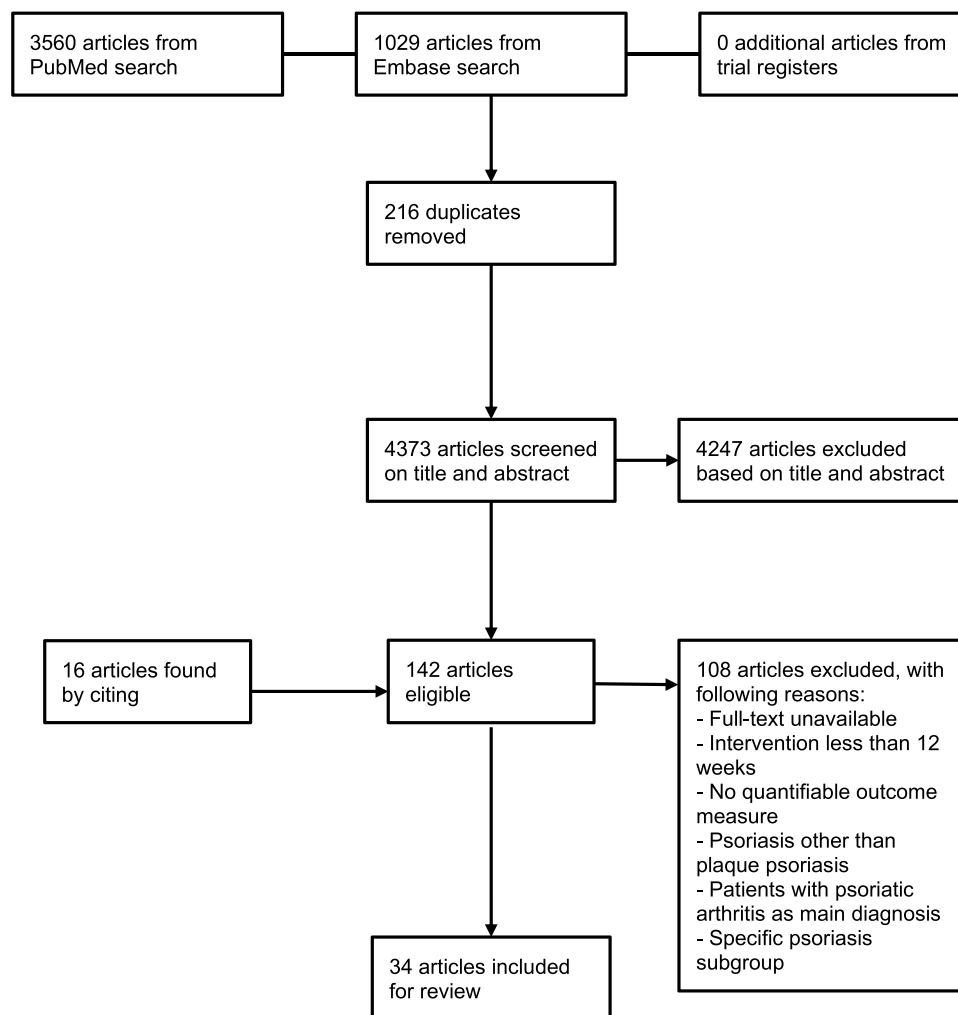 3560 articles from
PubMed search
1029 articles from
Embase search
0 additional articles from
trial registers
216 duplicates
removed
4373 articles screened
on title and abstract
4247 articles excluded
based on title and abstract
16 articles found
by citing
142 articles
eligible
108 articles excluded, with
following reasons:
- Full-text unavailable
- Intervention less than 12
weeks
- No quantifiable outcome
measure
- Psoriasis other than
plaque psoriasis
- Patients with psoriatic
arthritis as main diagnosis
- Specific psoriasis
subgroup
34 articles included
for review